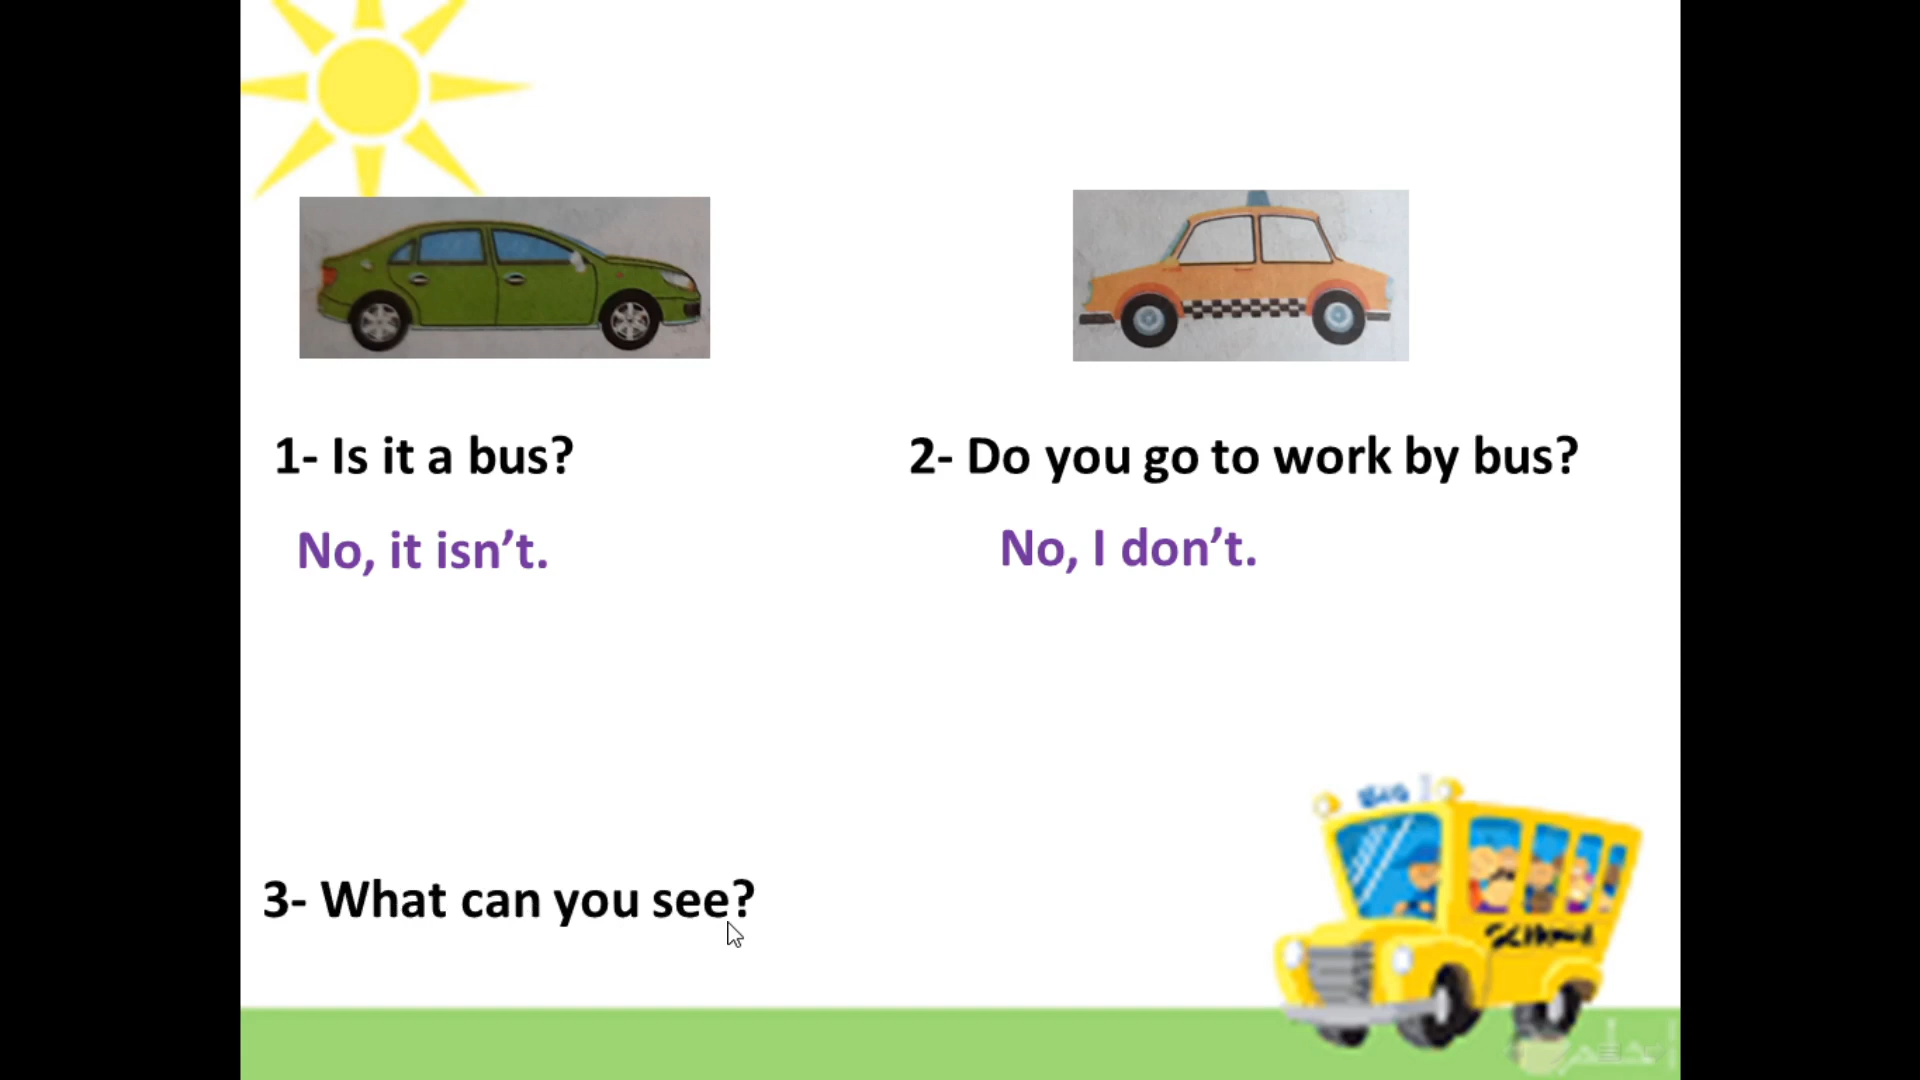 1- Is it a bus?
2- Do you go to work by bus?
No, it isn't.
No, I don't.
3- What can you see?